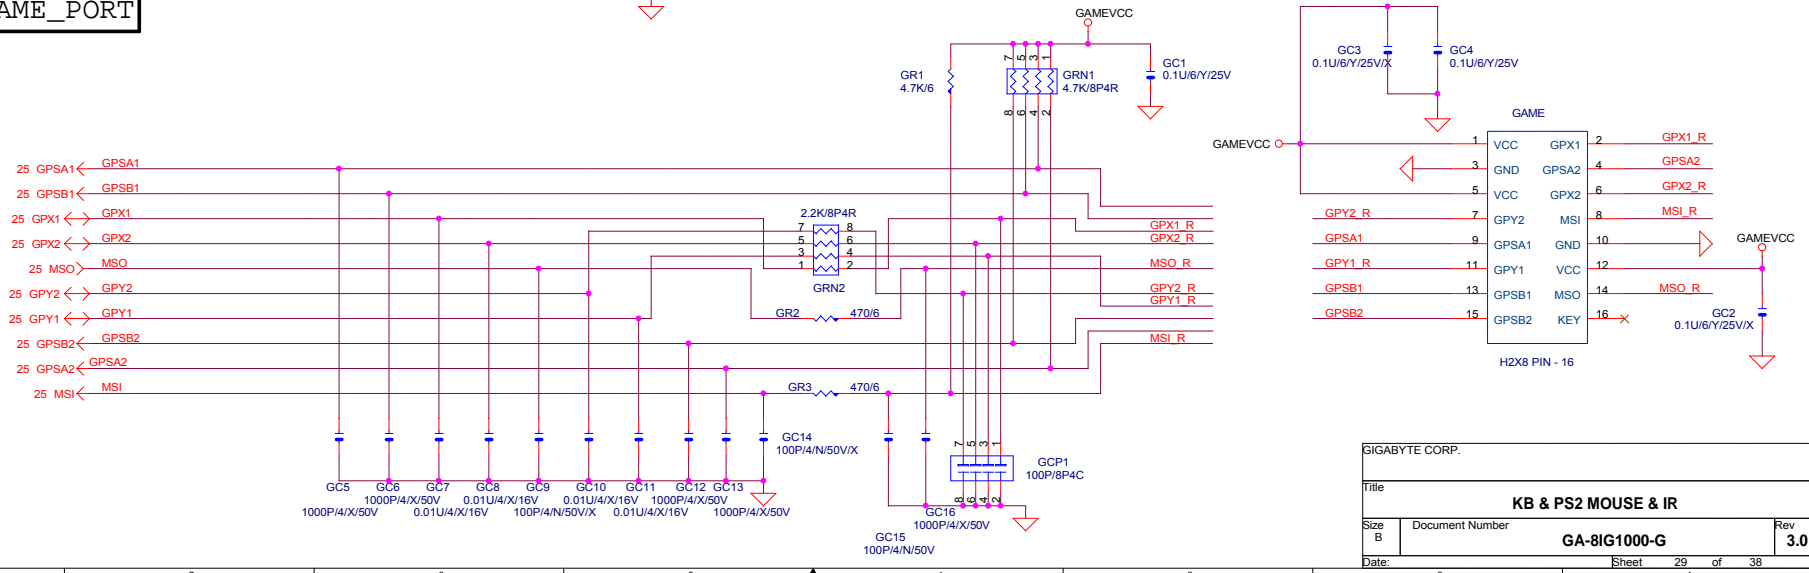 AME_PORT
GAMEVCC
GR1
4.7K/6
7 5 3 1
GRN1
4.7K/8P4R
8 6 4 2
GC1
0.1U/6/Y/25V
GC3
0.1U/6/Y/25V/X
GC4
0.1U/6/Y/25V
GAMEVCC
GAME
1 VCC GPX1 2 GPX1_R
3 GND GPSA2 4 GPSA2
5 VCC GPX2 6 GPX2_R
GPY2_R 7 GPY2 MSI 8 MSI_R
GPSA1 9 GPSA1 GND 10
GPY1_R 11 GPY1 VCC 12
GPSB1 13 GPSB1 MSO 14 MSO_R
GPSB2 15 GPSB2 KEY 16
H2X8 PIN - 16
GAMEVCC
GC2
0.1U/6/Y/25V/X
25 GPSA1 GPSA1
25 GPSB1 GPSB1
25 GPX1 GPX1
25 GPX2 GPX2
25 MSO MSO
25 GPY2 GPY2
25 GPY1 GPY1
25 GPSB2 GPSB2
25 GPSA2 GPSA2
25 MSI MSI
2.2K/8P4R
7 8
5 6
3 4
1 2
GRN2
GR2 470/6
GR3 470/6
GPX1_R
GPX2_R
MSO_R
GPY2_R
GPY1_R
MSI_R
GC14
100P/4/N/50V/X
7 5 3 1
GCP1
100P/8P4C
8 6 4 2
GC5 GC6 GC7 GC8 GC9 GC10 GC11 GC12 GC13
1000P/4/X/50V 0.01U/4/X/16V 0.01U/4/X/16V 1000P/4/X/50V
1000P/4/X/50V 0.01U/4/X/16V 100P/4/N/50V/X 0.01U/4/X/16V 1000P/4/X/50V
GC16
1000P/4/X/50V
GC15
100P/4/N/50V
GIGABYTE CORP.
Title
KB & PS2 MOUSE & IR
Size
B
Document Number
GA-8IG1000-G
Rev
3.0
Date: Sheet 29 of 38